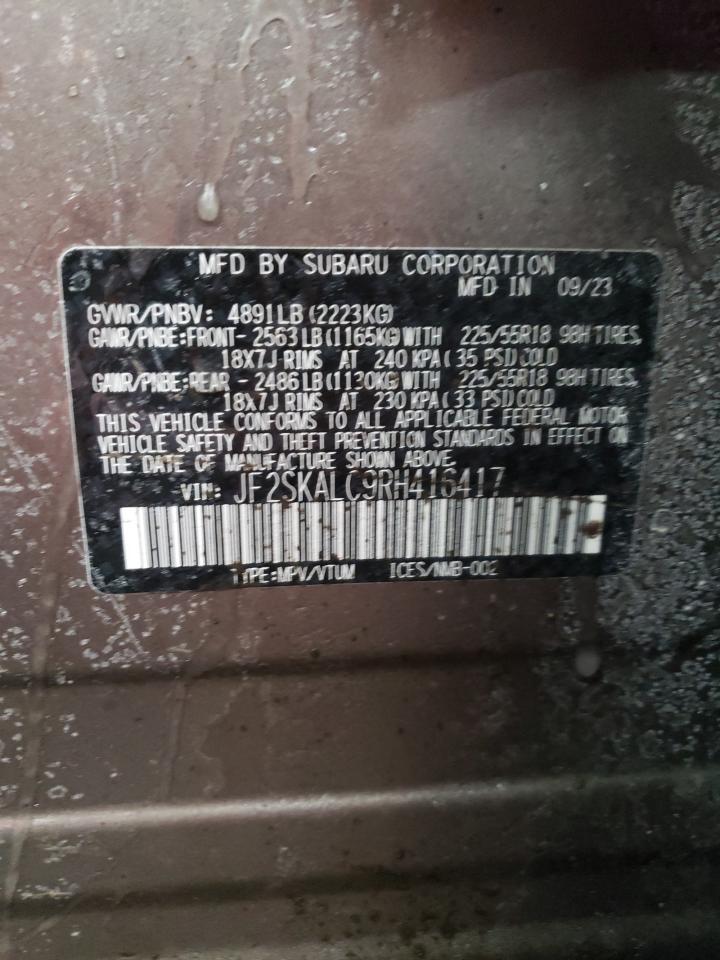 MFD BY SUBARU CORPORATION
MFD IN 09/23
GVWR/PNBV: 4891LB(2223KG)
GAWR/PNBE:FRONT- 2563LB(1165KG)WITH 225/55R18 98H TIRES,
18X7J RIMS AT 240 KPA(35 PSI)COLD
GAWR/PNBE:REAR - 2486LB(1130KG)WITH 225/55R18 98H TIRES,
18X7J RIMS AT 230 KPA(33 PSI)COLD
THIS VEHICLE CONFORMS TO ALL APPLICABLE FEDERAL MOTOR
VEHICLE SAFETY AND THEFT PREVENTION STANDARDS IN EFFECT ON
THE DATE OF MANUFACTURE SHOWN ABOVE.
VIN: JF2SKALC9RH416417
TYPE:MPV/VTUM ICES/NMB-002